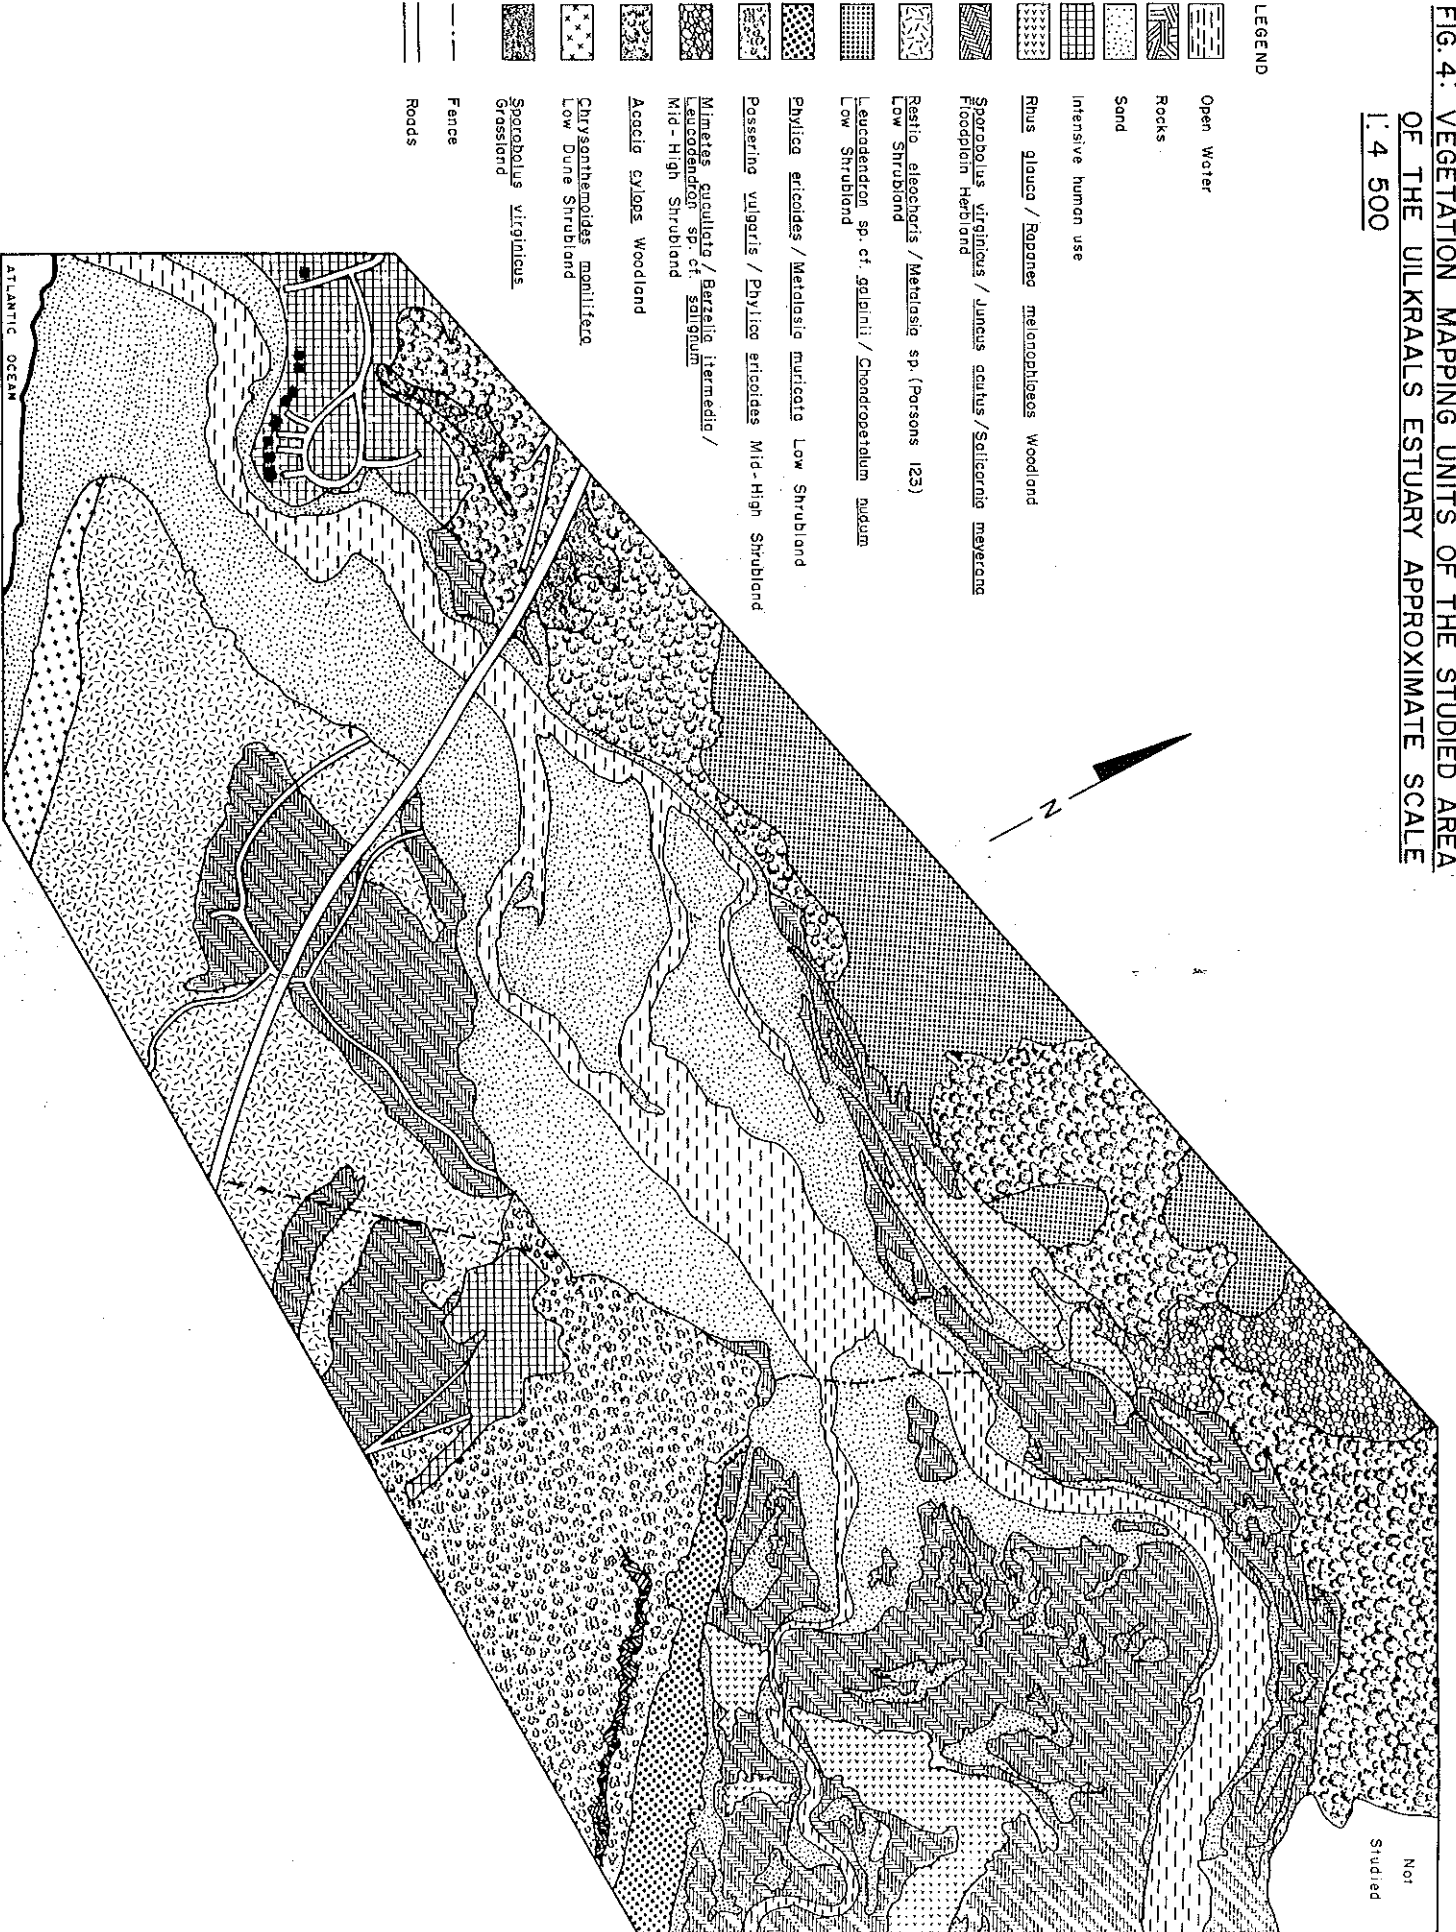 FIG. 4: VEGETATION MAPPING UNITS OF THE STUDIED AREA
OF THE UILKRAALS ESTUARY APPROXIMATE SCALE
1:4 500
LEGEND
Open Water
Rocks
Sand
Intensive human use
Rhus glauca / Rapanea melanophloeos Woodland
Sporobolus virginicus / Juncus acutus / Salicornia meyerana
Floodplain Herbland
Restio eleocharis / Metalasia sp. (Parsons 123)
Low Shrubland
Leucadendron sp. cf. galpinii / Chondropetalum nudum
Low Shrubland
Phylica ericoides / Metalasia muricata Low Shrubland
Passerina vulgaris / Phylica ericoides Mid-High Shrubland
Mimetes cucullata / Berzelia itermedia /
Leucadendron sp. cf. salignum
Mid-High Shrubland
Acacia cylops Woodland
Chrysanthemoides monilifera
Low Dune Shrubland
Sporobolus virginicus
Grassland
Fence
Roads
N
ATLANTIC OCEAN
Not
Studied